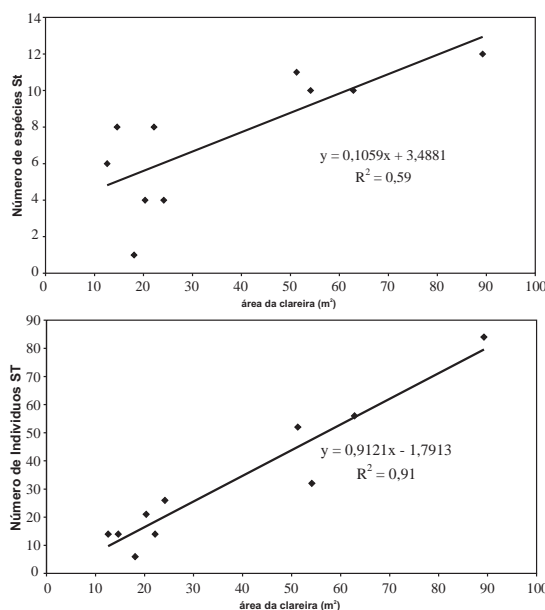 14
12
10
8
6
4
2
0
Número de espécies St
y = 0,1059x + 3,4881
R² = 0,59
0 10 20 30 40 50 60 70 80 90 100
área da clareira (m²)
90
80
70
60
50
40
30
20
10
0
Número de Individuos ST
y = 0,9121x - 1,7913
R² = 0,91
0 10 20 30 40 50 60 70 80 90 100
área da clareira (m²)